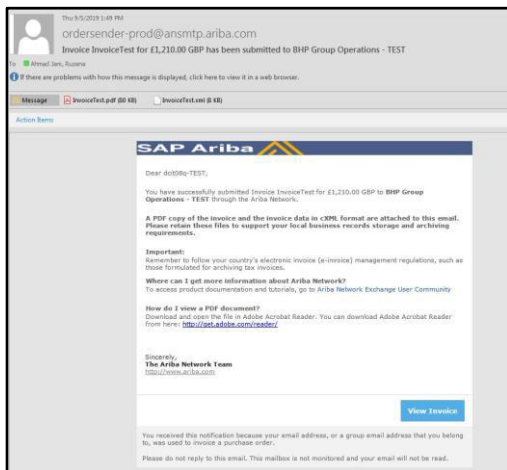 Thu 9/5/2019 1:49 PM
ordersender-prod@ansmtp.ariba.com
Invoice InvoiceTest for £1,210.00 GBP has been submitted to BHP Group Operations - TEST
To Ahmad Jani, Ruzana
If there are problems with how this message is displayed, click here to view it in a web browser.
Message InvoiceTest.pdf (80 KB) InvoiceTest.xml (8 KB)
Action Items
SAP Ariba
Dear dcit08q-TEST,
You have successfully submitted Invoice InvoiceTest for £1,210.00 GBP to BHP Group
Operations - TEST through the Ariba Network.
A PDF copy of the invoice and the invoice data in cXML format are attached to this email.
Please retain these files to support your local business records storage and archiving
requirements.
Important:
Remember to follow your country's electronic invoice (e-invoice) management regulations, such as
those formulated for archiving tax invoices.
Where can I get more information about Ariba Network?
To access product documentation and tutorials, go to Ariba Network Exchange User Community
How do I view a PDF document?
Download and open the file in Adobe Acrobat Reader. You can download Adobe Acrobat Reader
from here: http://get.adobe.com/reader/
Sincerely,
The Ariba Network Team
http://www.ariba.com
View Invoice
You received this notification because your email address, or a group email address that you belong
to, was used to invoice a purchase order.
Please do not reply to this email. This mailbox is not monitored and your email will not be read.